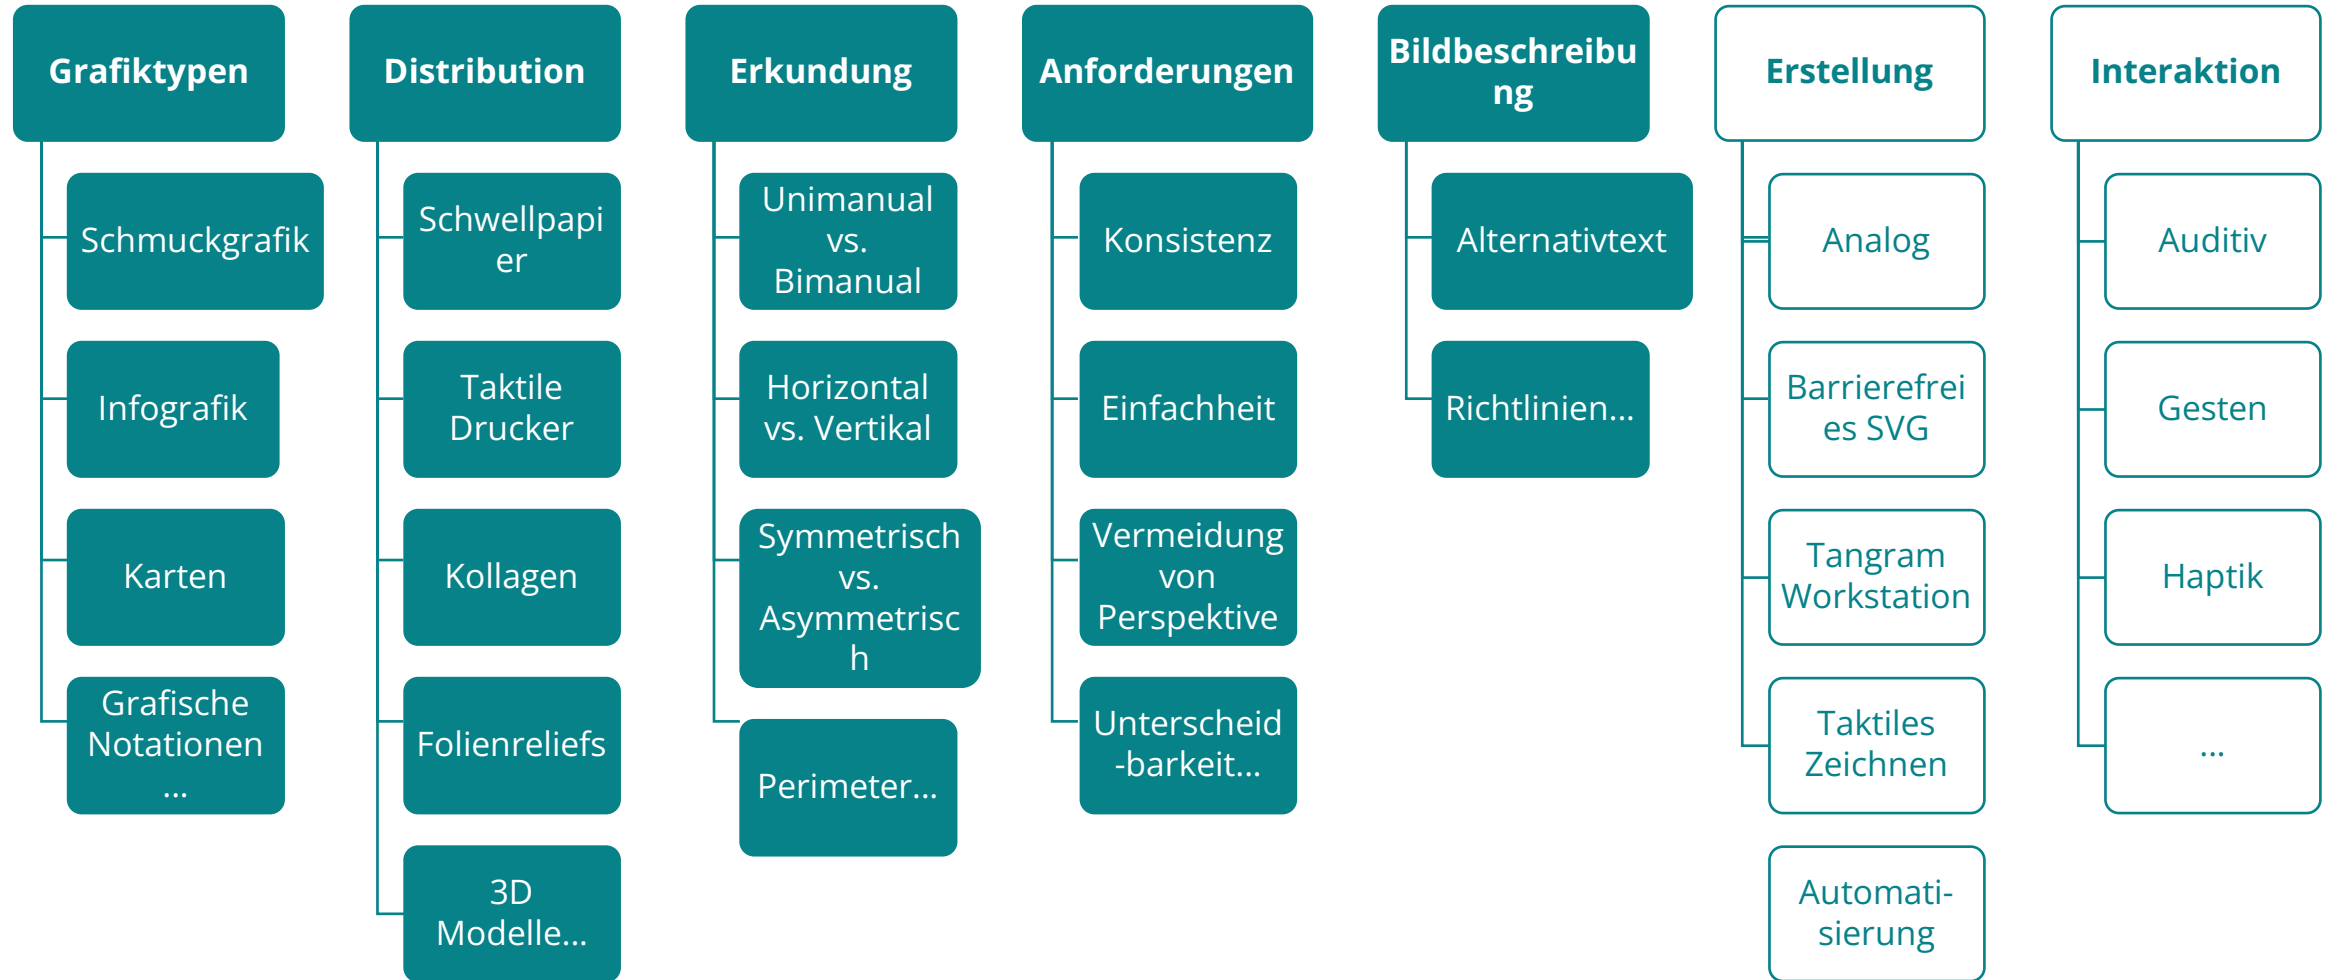 Grafiktypen
Schmuckgrafik
Infografik
Karten
Grafische
Notationen
...
Distribution
Schwellpapi
er
Taktile
Drucker
Kollagen
Folienreliefs
3D
Modelle...
Erkundung
Unimanual
vs.
Bimanual
Horizontal
vs. Vertikal
Symmetrisch
vs.
Asymmetrisc
h
Perimeter...
Anforderungen
Konsistenz
Einfachheit
Vermeidung
von
Perspektive
Unterscheid
-barkeit...
Bildbeschreibu
ng
Alternativtext
Richtlinien...
Erstellung
Analog
Barrierefrei
es SVG
Tangram
Workstation
Taktiles
Zeichnen
Automati-
sierung
Interaktion
Auditiv
Gesten
Haptik
...